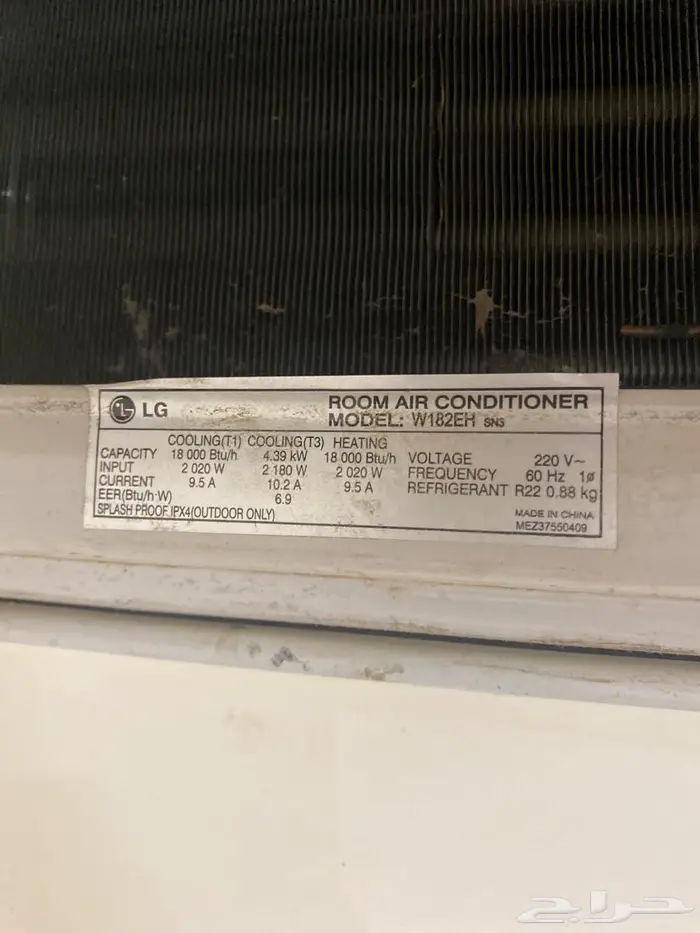 LG
ROOM AIR CONDITIONER
MODEL: W182EH SN3
COOLING(T1) COOLING(T3) HEATING
CAPACITY 18 000 Btu/h 4.39 kW 18 000 Btu/h
INPUT 2 020 W 2 180 W 2 020 W
CURRENT 9.5 A 10.2 A 9.5 A
EER(Btu/h·W) 6.9
SPLASH PROOF IPX4(OUTDOOR ONLY)
VOLTAGE 220 V~
FREQUENCY 60 Hz 1ø
REFRIGERANT R22 0.88 kg
MADE IN CHINA
MEZ37550409
حراج